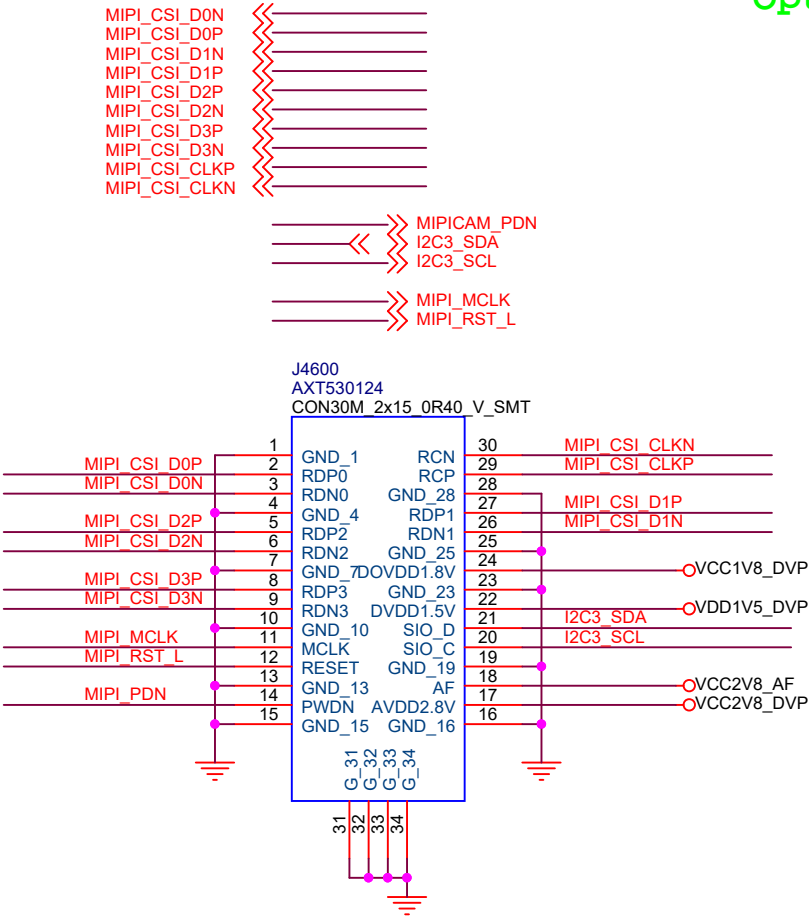 MIPI_CSI_D0N
MIPI_CSI_D0P
MIPI_CSI_D1N
MIPI_CSI_D1P
MIPI_CSI_D2P
MIPI_CSI_D2N
MIPI_CSI_D3P
MIPI_CSI_D3N
MIPI_CSI_CLKP
MIPI_CSI_CLKN
MIPICAM_PDN
I2C3_SDA
I2C3_SCL
MIPI_MCLK
MIPI_RST_L
J4600
AXT530124
CON30M_2x15_0R40_V_SMT
1 GND_1 RCN 30 MIPI_CSI_CLKN
MIPI_CSI_D0P 2 RDP0 RCP 29 MIPI_CSI_CLKP
MIPI_CSI_D0N 3 RDN0 GND_28 28
4 GND_4 RDP1 27 MIPI_CSI_D1P
MIPI_CSI_D2P 5 RDP2 RDN1 26 MIPI_CSI_D1N
MIPI_CSI_D2N 6 RDN2 GND_25 25
7 GND_7 DOVDD1.8V 24 VCC1V8_DVP
MIPI_CSI_D3P 8 RDP3 GND_23 23
MIPI_CSI_D3N 9 RDN3 DVDD1.5V 22 VDD1V5_DVP
10 GND_10 SIO_D 21 I2C3_SDA
MIPI_MCLK 11 MCLK SIO_C 20 I2C3_SCL
MIPI_RST_L 12 RESET GND_19 19
13 GND_13 AF 18 VCC2V8_AF
MIPI_PDN 14 PWDN AVDD2.8V 17 VCC2V8_DVP
15 GND_15 GND_16 16
G_31 G_32 G_33 G_34
31 32 33 34